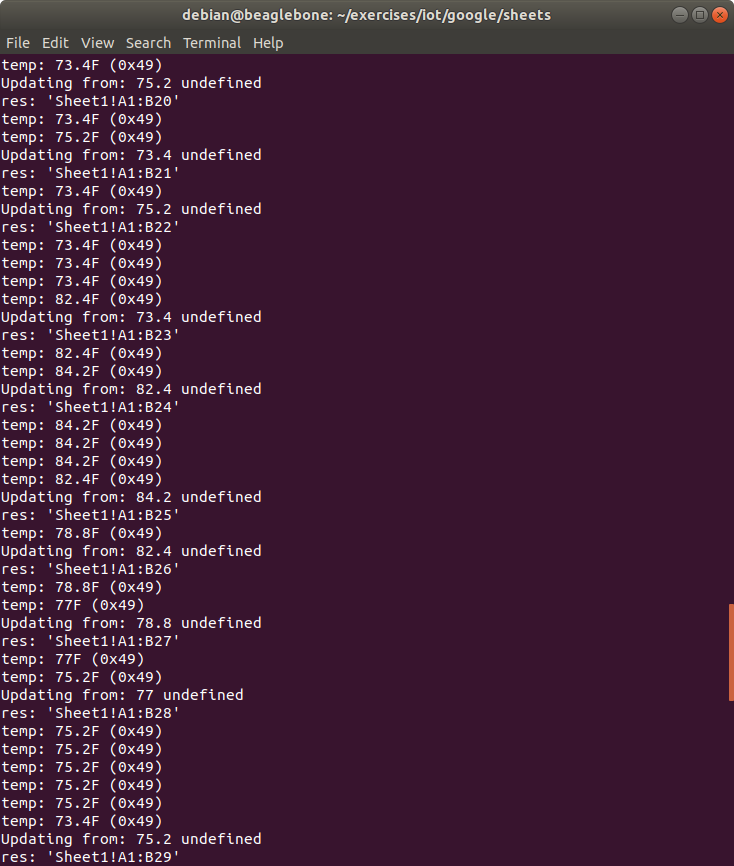 debian@beaglebone: ~/exercises/iot/google/sheets
File Edit View Search Terminal Help
temp: 73.4F (0x49)
Updating from: 75.2 undefined
res: 'Sheet1!A1:B20'
temp: 73.4F (0x49)
temp: 75.2F (0x49)
Updating from: 73.4 undefined
res: 'Sheet1!A1:B21'
temp: 73.4F (0x49)
Updating from: 75.2 undefined
res: 'Sheet1!A1:B22'
temp: 73.4F (0x49)
temp: 73.4F (0x49)
temp: 73.4F (0x49)
temp: 82.4F (0x49)
Updating from: 73.4 undefined
res: 'Sheet1!A1:B23'
temp: 82.4F (0x49)
temp: 84.2F (0x49)
Updating from: 82.4 undefined
res: 'Sheet1!A1:B24'
temp: 84.2F (0x49)
temp: 84.2F (0x49)
temp: 84.2F (0x49)
temp: 82.4F (0x49)
Updating from: 84.2 undefined
res: 'Sheet1!A1:B25'
temp: 78.8F (0x49)
Updating from: 82.4 undefined
res: 'Sheet1!A1:B26'
temp: 78.8F (0x49)
temp: 77F (0x49)
Updating from: 78.8 undefined
res: 'Sheet1!A1:B27'
temp: 77F (0x49)
temp: 75.2F (0x49)
Updating from: 77 undefined
res: 'Sheet1!A1:B28'
temp: 75.2F (0x49)
temp: 75.2F (0x49)
temp: 75.2F (0x49)
temp: 75.2F (0x49)
temp: 75.2F (0x49)
temp: 73.4F (0x49)
Updating from: 75.2 undefined
res: 'Sheet1!A1:B29'